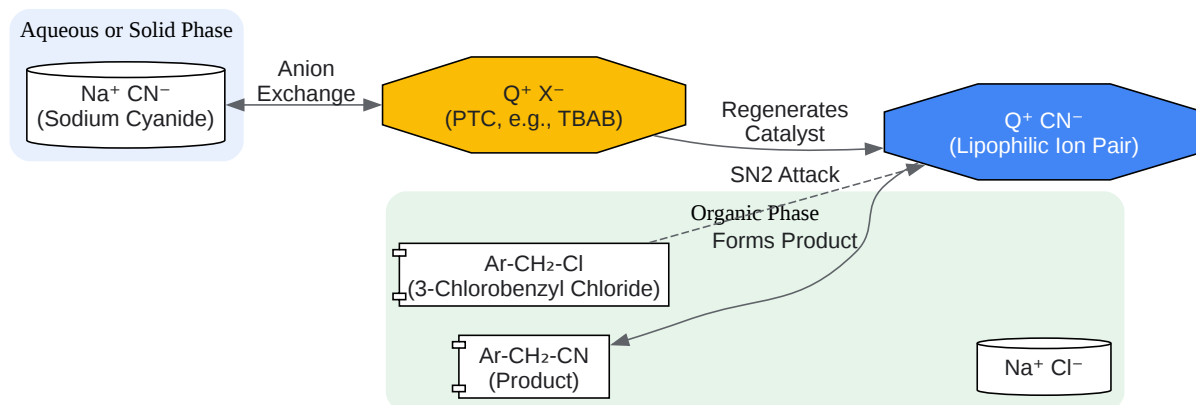 Aqueous or Solid Phase
Na⁺ CN⁻
(Sodium Cyanide)
Anion
Exchange
Q⁺ X⁻
(PTC, e.g., TBAB)
Regenerates
Catalyst
Q⁺ CN⁻
(Lipophilic Ion Pair)
SN2 Attack
Organic Phase
Forms Product
Ar-CH₂-Cl
(3-Chlorobenzyl Chloride)
Ar-CH₂-CN
(Product)
Na⁺ Cl⁻